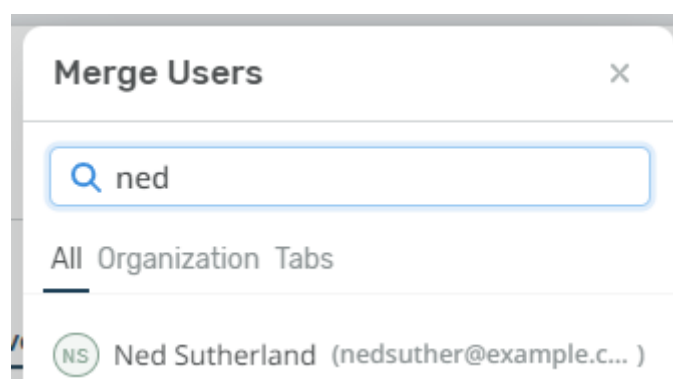 Merge Users
ned
All Organization Tabs
NS Ned Sutherland (nedsuther@example.c... )